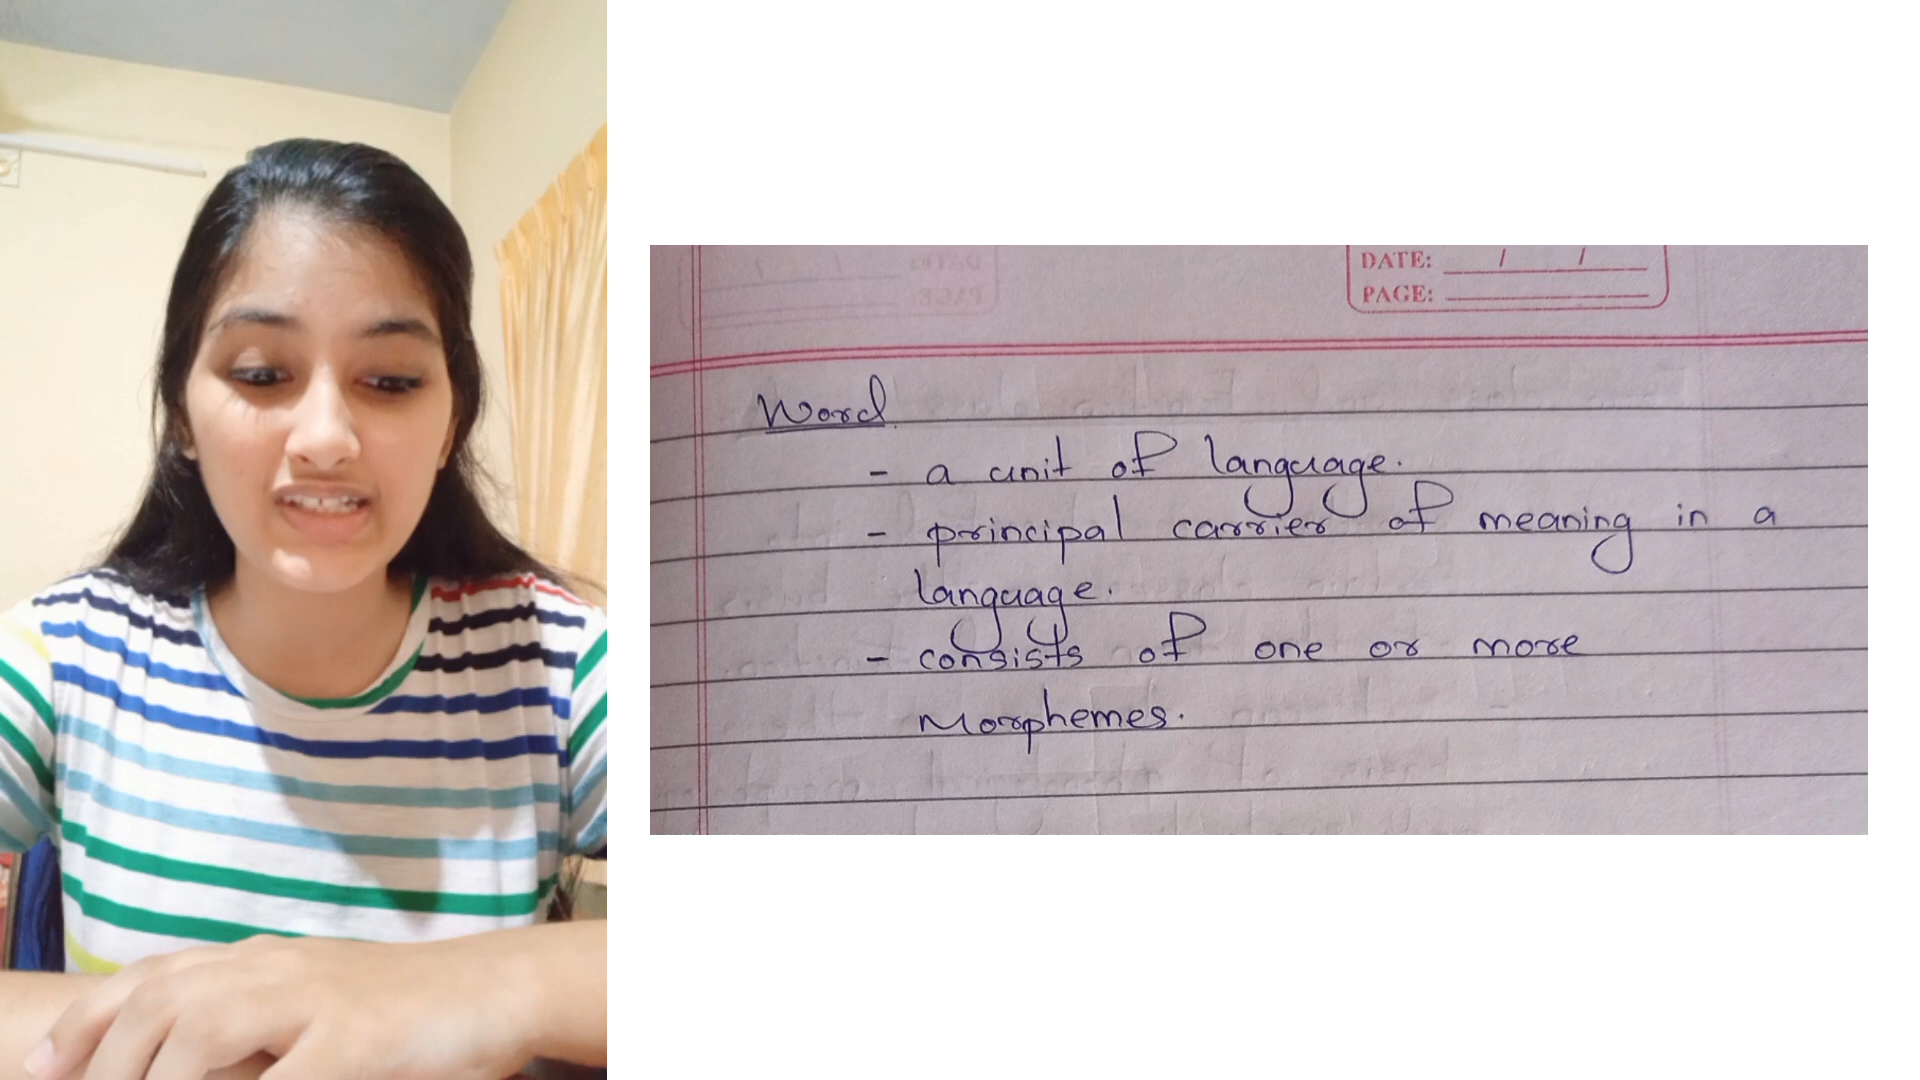 DATE: / /
PAGE:
Word
- a unit of language.
- principal carrier of meaning in a
language.
- consists of one or more
Morphemes.